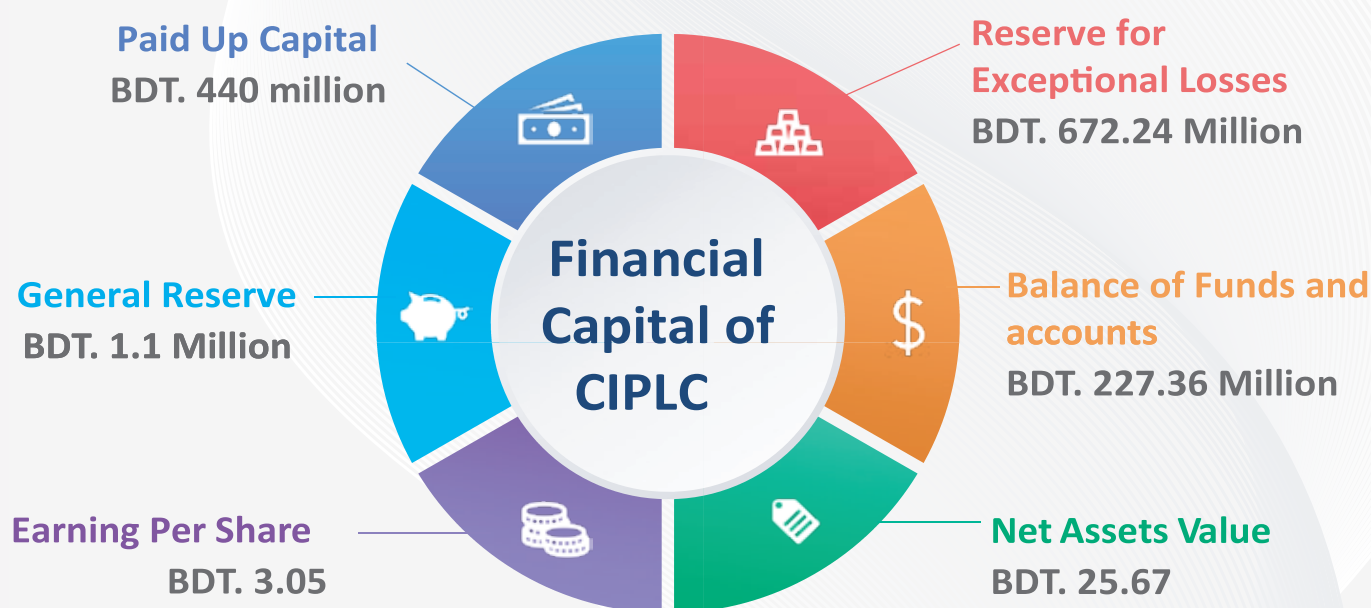 Paid Up Capital
BDT. 440 million
Reserve for
Exceptional Losses
BDT. 672.24 Million
General Reserve
BDT. 1.1 Million
Financial
Capital of
CIPLC
Balance of Funds and
accounts
BDT. 227.36 Million
Earning Per Share
BDT. 3.05
Net Assets Value
BDT. 25.67